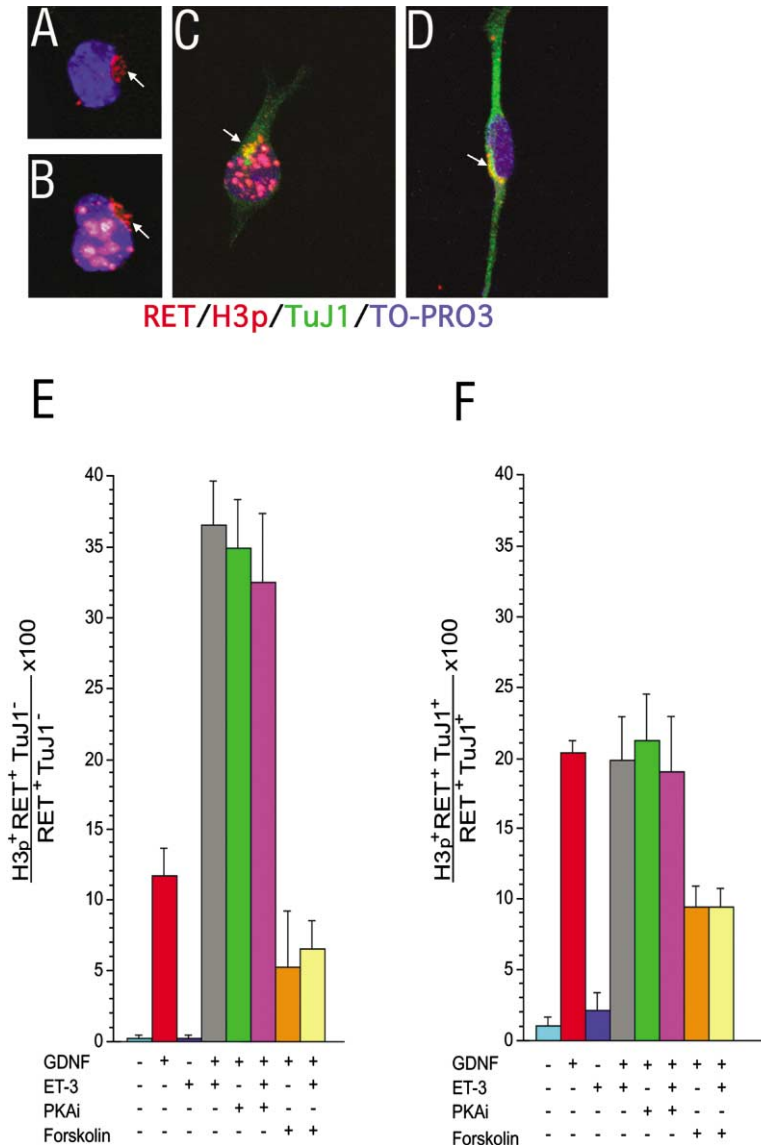 A
B
C
D
RET/H3p/TuJ1/TO-PRO3
E
40
35
30
25
20
15
10
5
0
H3p⁺ RET⁺ TuJ1⁻
RET⁺ TuJ1⁻
x100
GDNF - + - + + + + +
ET-3 - - + + - + - +
PKAi - - - - + + - -
Forskolin - - - - - - + +
F
40
35
30
25
20
15
10
5
0
H3p⁺ RET⁺ TuJ1⁺
RET⁺ TuJ1⁺
x100
GDNF - + - + + + + +
ET-3 - - + + - + - +
PKAi - - - - + + - -
Forskolin - - - - - - + +